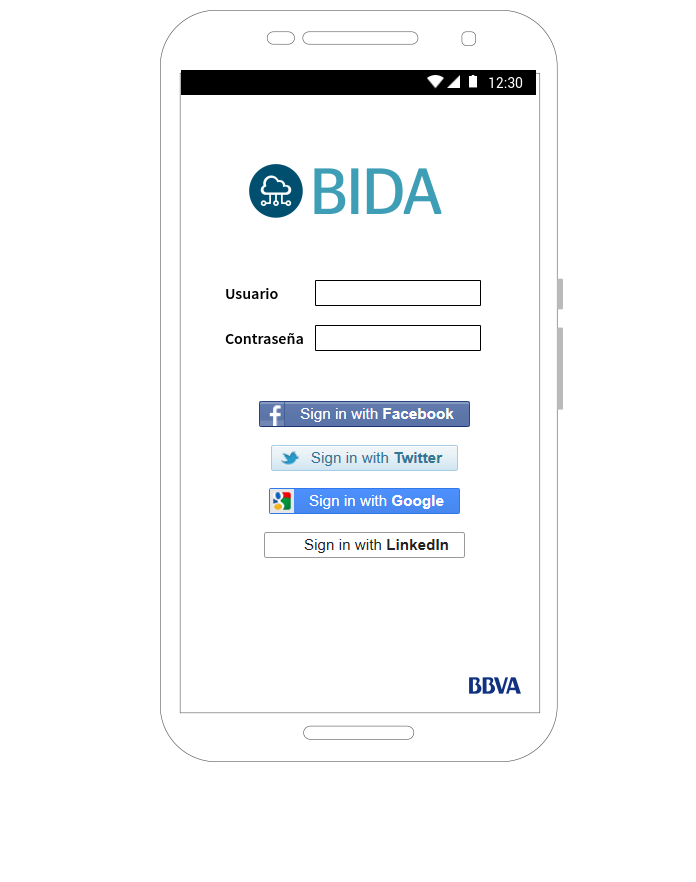 12:30
BIDA
Usuario
Contraseña
Sign in with Facebook
Sign in with Twitter
Sign in with Google
Sign in with LinkedIn
BBVA